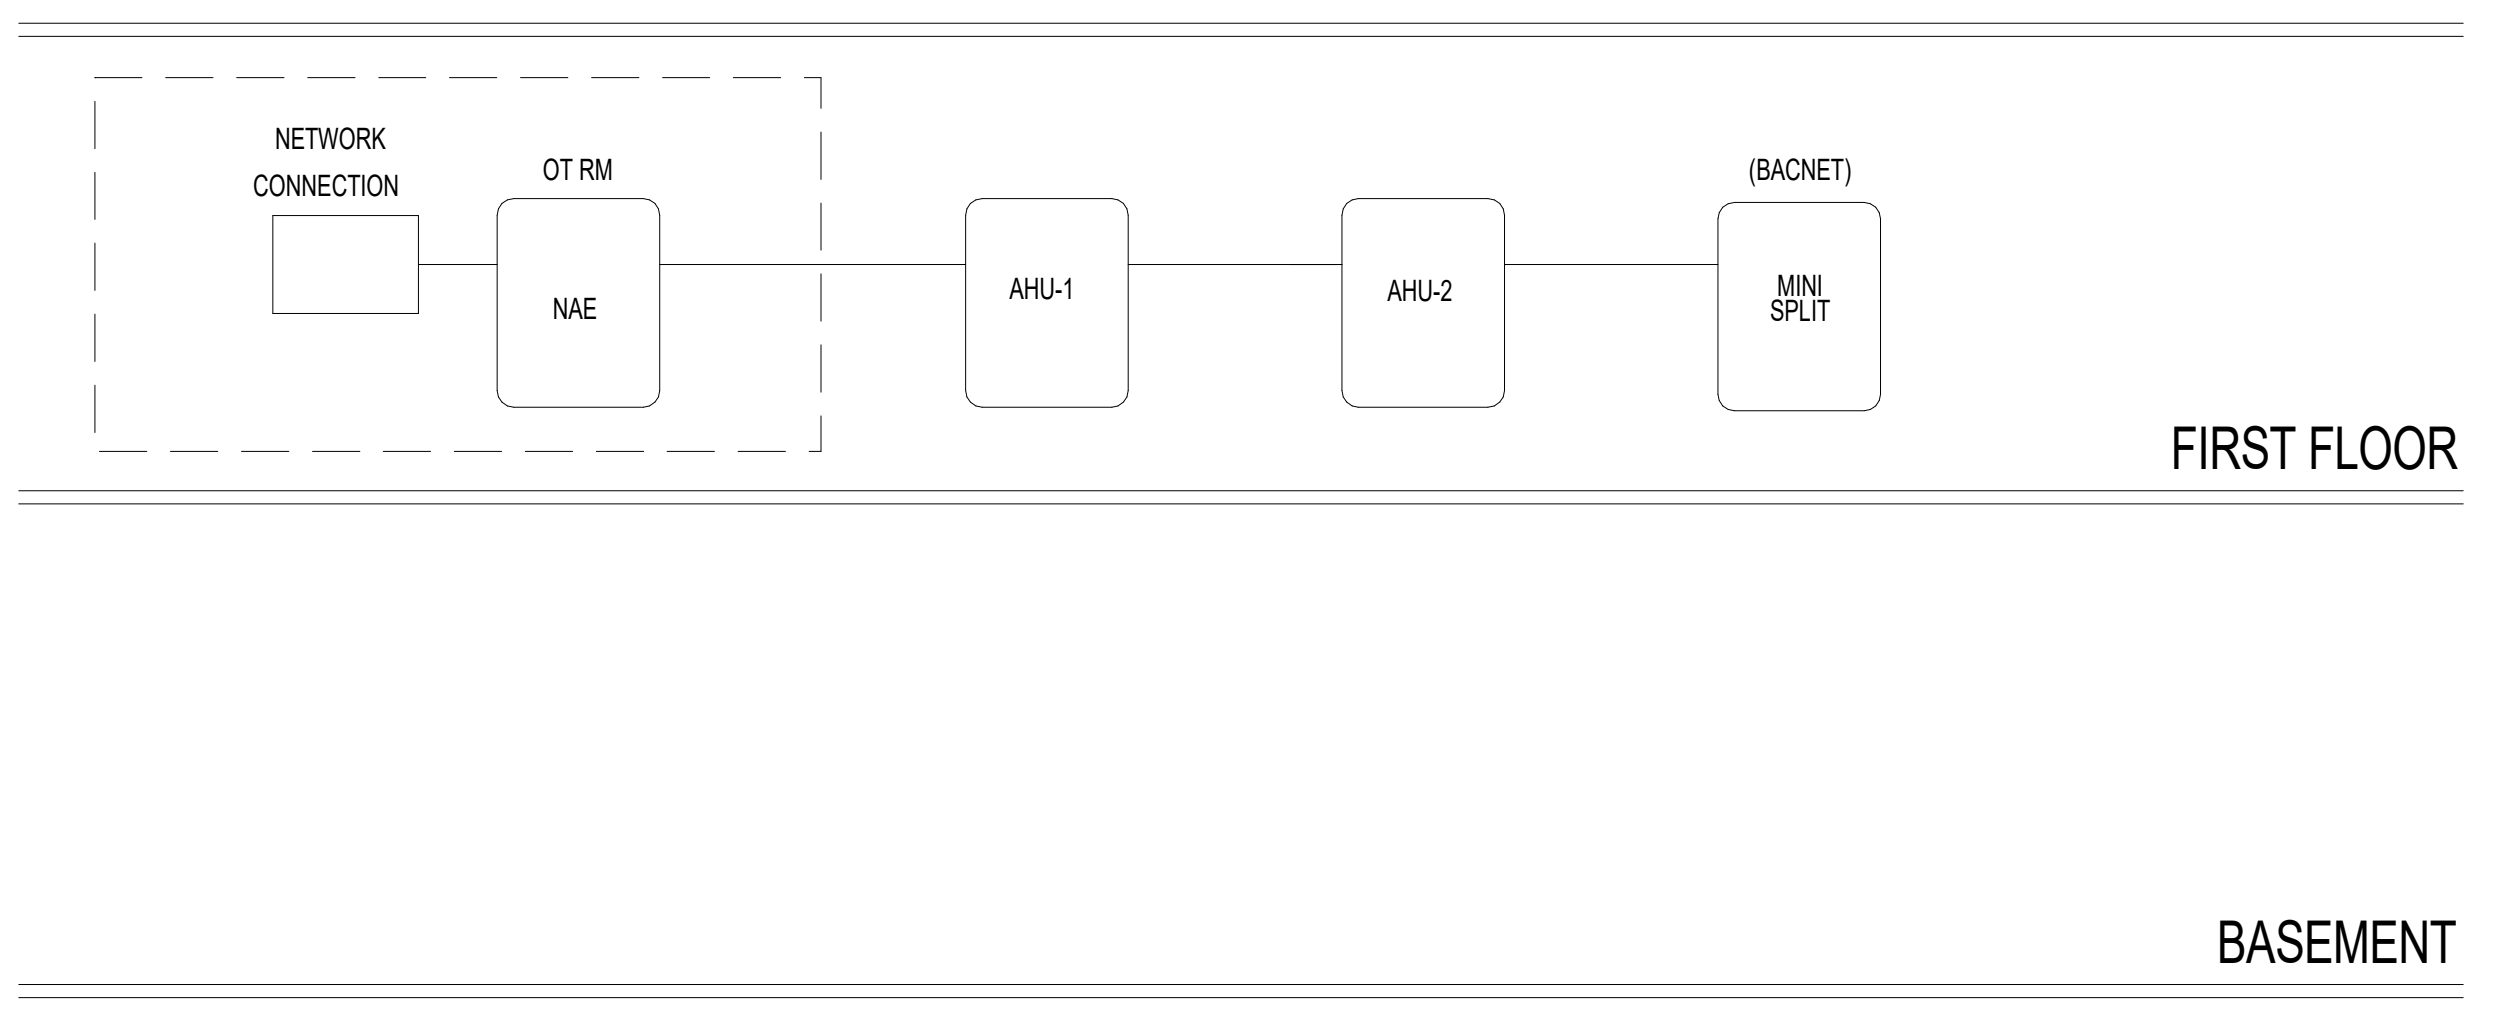 NETWORK
CONNECTION
OT RM
NAE
AHU-1
AHU-2
(BACNET)
MINI
SPLIT
FIRST FLOOR
BASEMENT